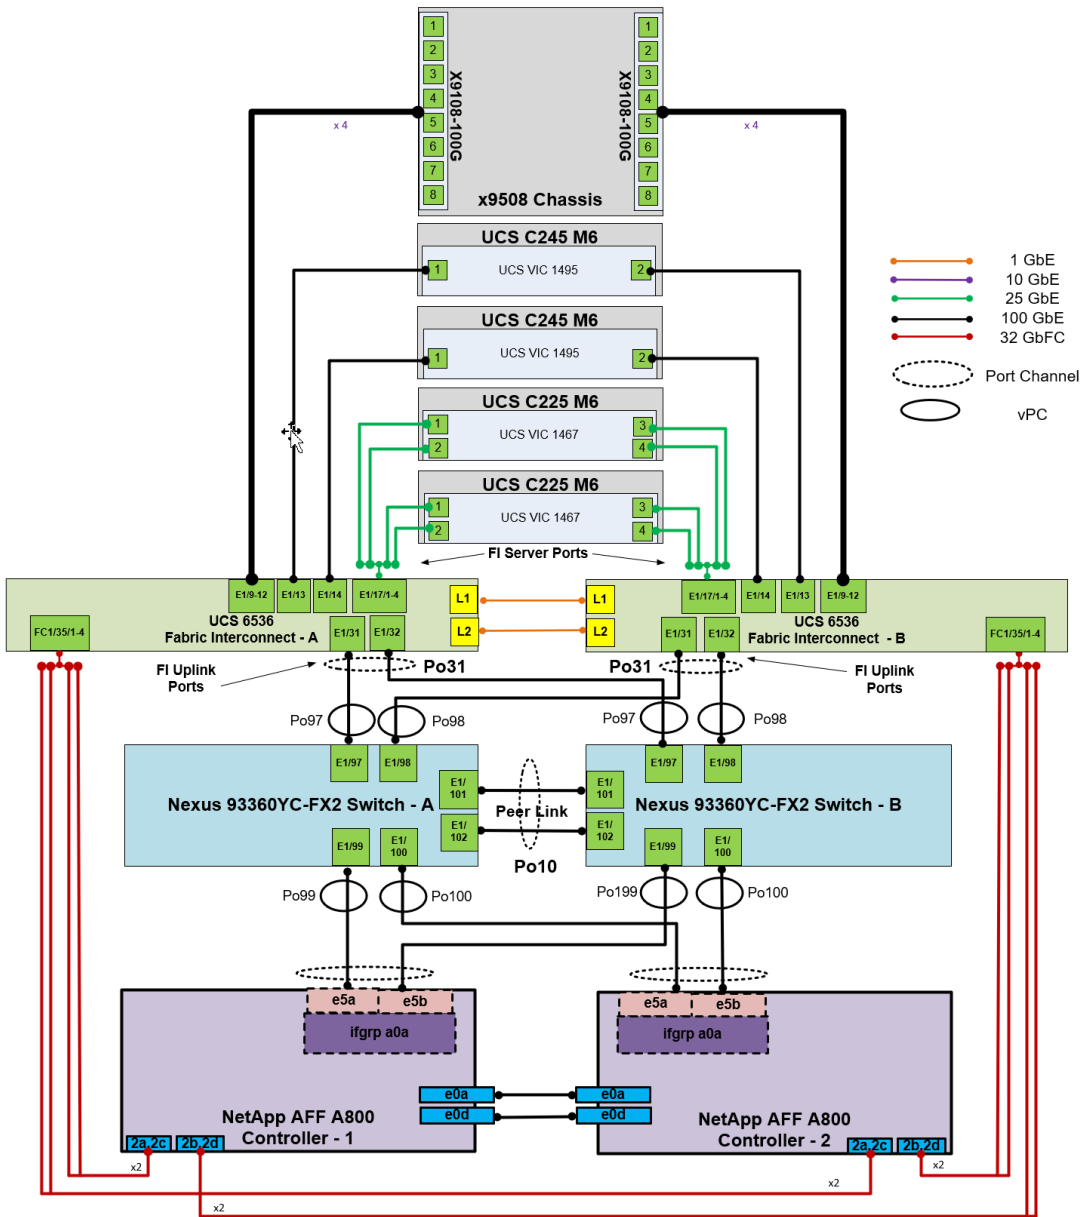 1
2
3
4
5
6
7
8
X9108-100G
1
2
3
4
5
6
7
8
X9108-100G
x 4
x 4
x9508 Chassis
UCS C245 M6
1
UCS VIC 1495
2
UCS C245 M6
1
UCS VIC 1495
2
UCS C225 M6
1
2
UCS VIC 1467
3
4
UCS C225 M6
1
2
UCS VIC 1467
3
4
1 GbE
10 GbE
25 GbE
100 GbE
32 GbFC
Port Channel
vPC
FI Server Ports
E1/9-12
E1/13
E1/14
E1/17/1-4
L1
L2
FC1/35/1-4
UCS 6536
Fabric Interconnect - A
E1/31
E1/32
L1
L2
E1/17/1-4
E1/14
E1/13
E1/9-12
E1/31
E1/32
UCS 6536
Fabric Interconnect - B
FC1/35/1-4
FI Uplink
Ports
Po31
Po31
FI Uplink
Ports
Po97
Po98
Po97
Po98
E1/97
E1/98
E1/
101
E1/
102
Nexus 93360YC-FX2 Switch - A
E1/99
E1/
100
Peer Link
Po10
E1/97
E1/98
E1/
101
E1/
102
Nexus 93360YC-FX2 Switch - B
E1/99
E1/
100
Po99
Po100
Po199
Po100
e5a
e5b
ifgrp a0a
e5a
e5b
ifgrp a0a
e0a
e0d
e0a
e0d
NetApp AFF A800
Controller - 1
NetApp AFF A800
Controller - 2
2a,2c
2b,2d
2a,2c
2b,2d
x2
x2
x2
x2